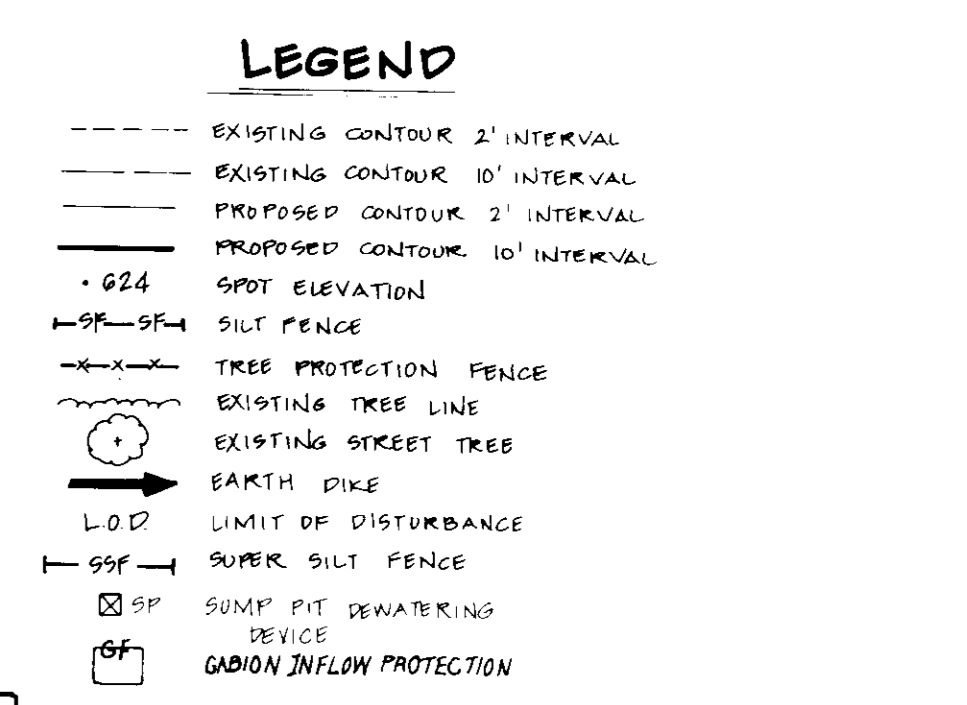 LEGEND
EXISTING CONTOUR 2' INTERVAL
EXISTING CONTOUR 10' INTERVAL
PROPOSED CONTOUR 2' INTERVAL
PROPOSED CONTOUR 10' INTERVAL
• 624 SPOT ELEVATION
SF SF SILT FENCE
x x x TREE PROTECTION FENCE
EXISTING TREE LINE
+ EXISTING STREET TREE
EARTH DIKE
L.O.D. LIMIT OF DISTURBANCE
SSF SUPER SILT FENCE
SP SUMP PIT DEWATERING
DEVICE
GF GABION INFLOW PROTECTION